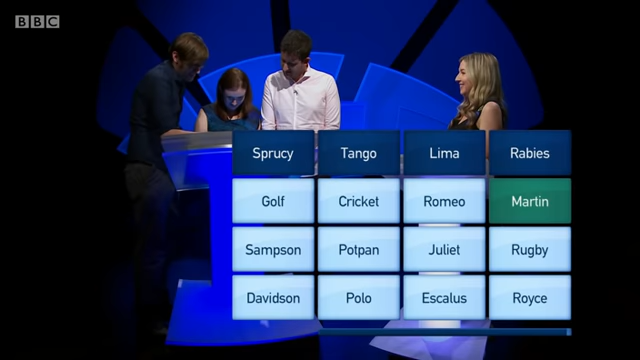 BBC
Sprucy Tango Lima Rabies
Golf Cricket Romeo Martin
Sampson Potpan Juliet Rugby
Davidson Polo Escalus Royce